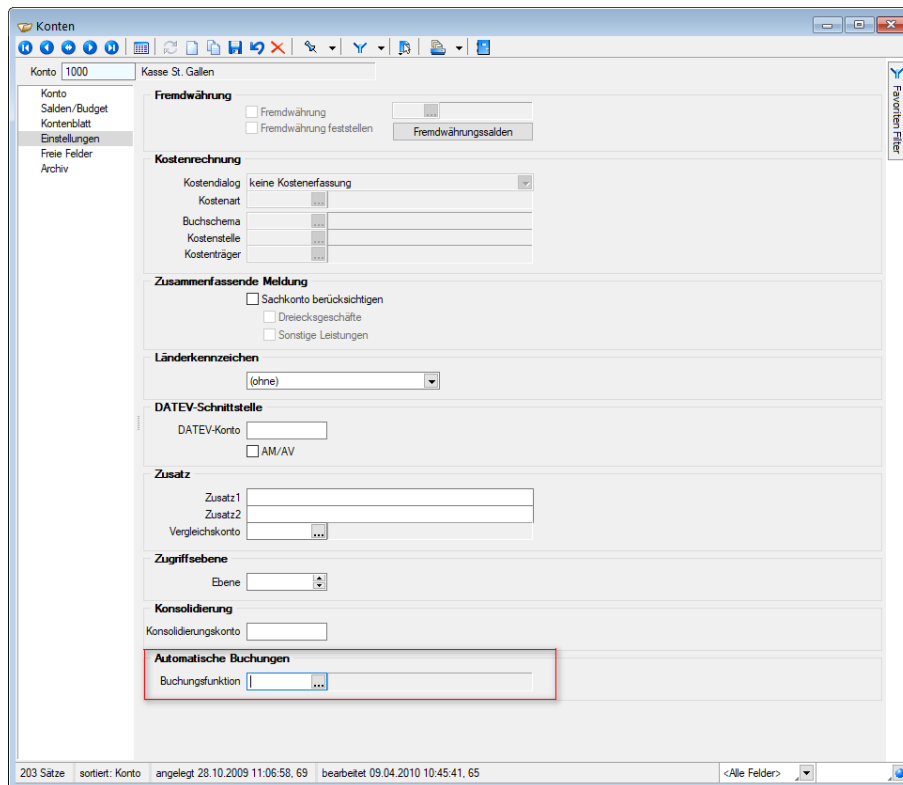 Konten
Konto 1000 Kasse St. Gallen
Konto
Salden/Budget
Kontenblatt
Einstellungen
Freie Felder
Archiv
Favoriten Filter
Fremdwährung
Fremdwährung ...
Fremdwährung feststellen Fremdwährungssalden
Kostenrechnung
Kostendialog keine Kostenerfassung
Kostenart ...
Buchschema ...
Kostenstelle ...
Kostenträger ...
Zusammenfassende Meldung
Sachkonto berücksichtigen
Dreiecksgeschäfte
Sonstige Leistungen
Länderkennzeichen
(ohne)
DATEV-Schnittstelle
DATEV-Konto
AM/AV
Zusatz
Zusatz1
Zusatz2
Vergleichskonto ...
Zugriffsebene
Ebene
Konsolidierung
Konsolidierungskonto
Automatische Buchungen
Buchungsfunktion ...
203 Sätze sortiert: Konto angelegt 28.10.2009 11:06:58, 69 bearbeitet 09.04.2010 10:45:41, 65 <Alle Felder>